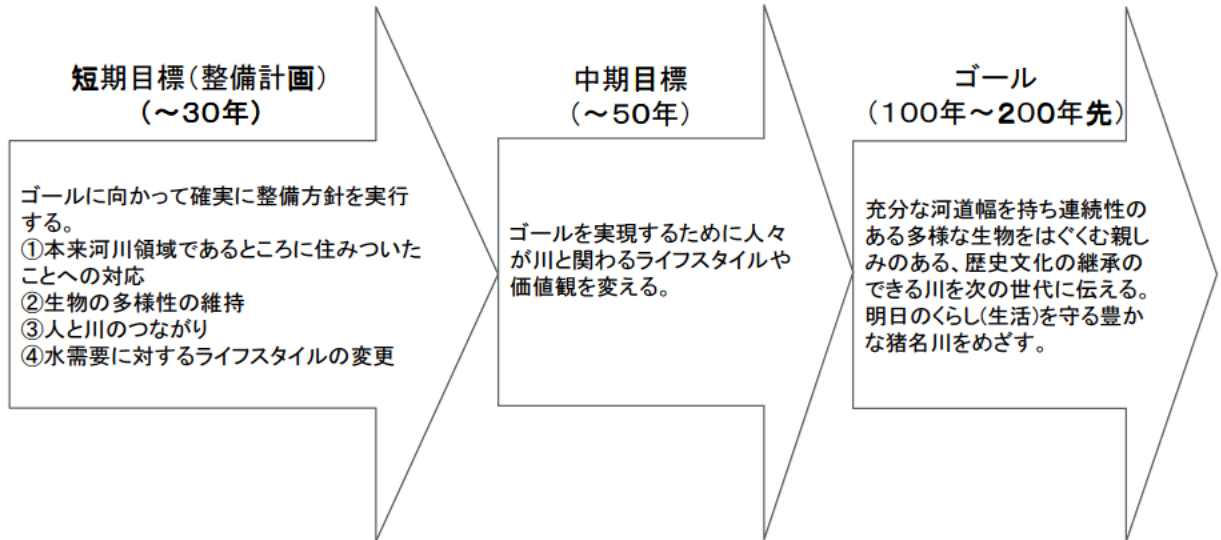 短期目標(整備計画)
(～30年)
ゴールに向かって確実に整備方針を実行
する。
①本来河川領域であるところに住みついた
ことへの対応
②生物の多様性の維持
③人と川のつながり
④水需要に対するライフスタイルの変更
中期目標
(～50年)
ゴールを実現するために人々
が川と関わるライフスタイルや
価値観を変える。
ゴール
(100年～200年先)
充分な河道幅を持ち連続性の
ある多様な生物をはぐくむ親し
みのある、歴史文化の継承の
できる川を次の世代に伝える。
明日のくらし(生活)を守る豊か
な猪名川をめざす。